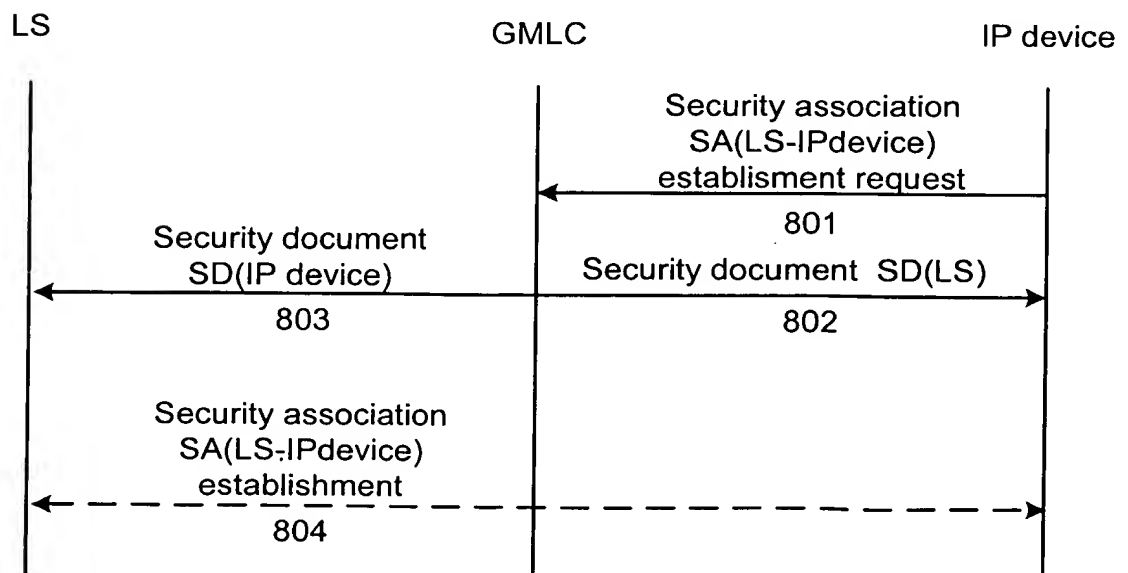 LS
GMLC
IP device
Security association
SA(LS-IPdevice)
establisment request
801
Security document
SD(IP device)
803
Security document SD(LS)
802
Security association
SA(LS-IPdevice)
establishment
804